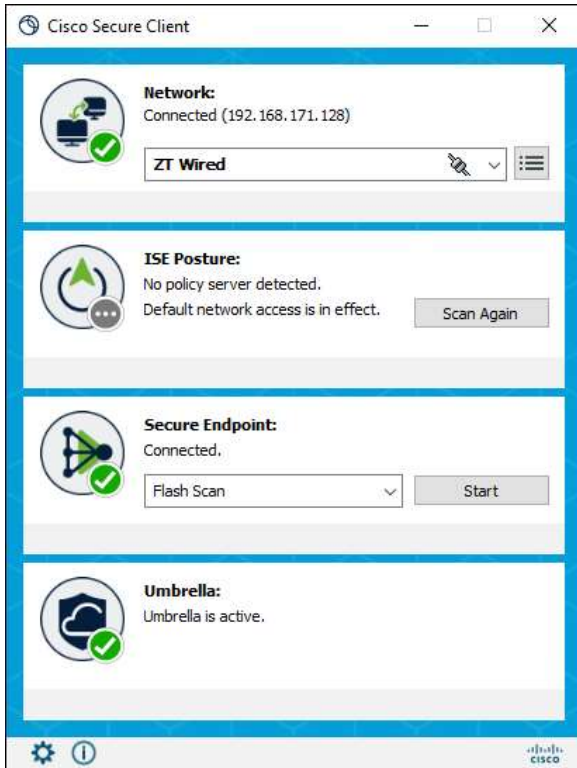 Cisco Secure Client
Network:
Connected (192.168.171.128)
ZT Wired
ISE Posture:
No policy server detected.
Default network access is in effect.
Scan Again
Secure Endpoint:
Connected.
Flash Scan
Start
Umbrella:
Umbrella is active.
CISCO